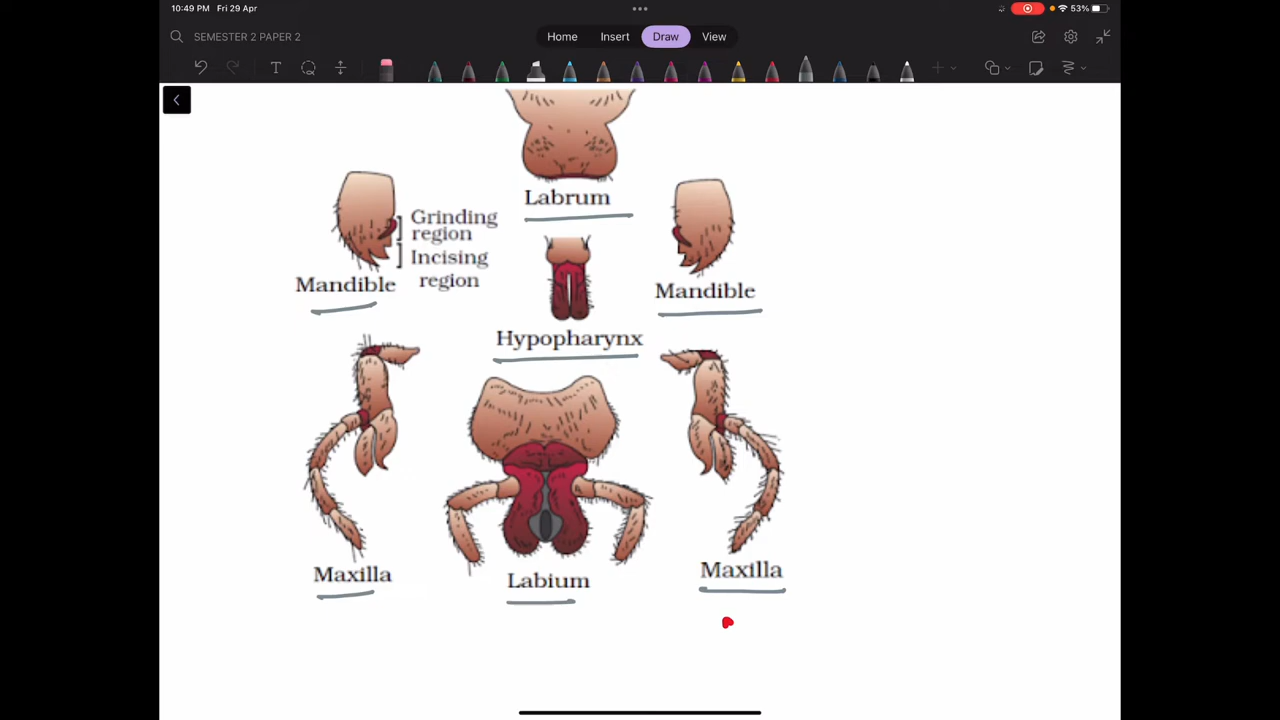 10:49 PM Fri 29 Apr
53%
SEMESTER 2 PAPER 2
Home Insert Draw View
Labrum
Grinding
region
Incising
region
Mandible
Mandible
Hypopharynx
Maxilla
Labium
Maxilla